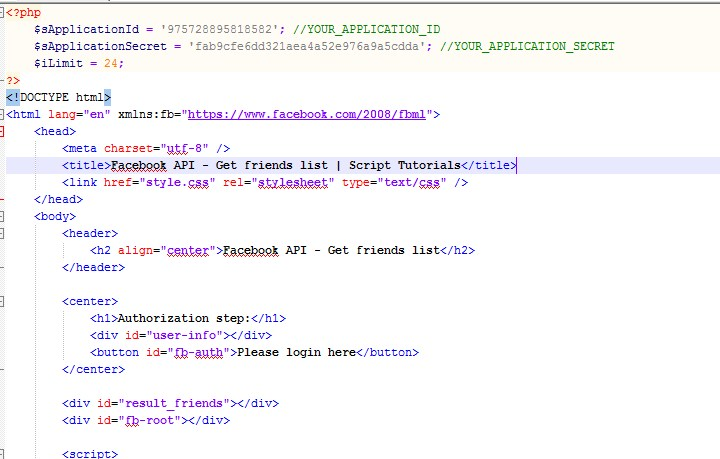 <?php
$sApplicationId = '975728895818582'; //YOUR_APPLICATION_ID
$sApplicationSecret = 'fab9cfe6dd321aea4a52e976a9a5cdda'; //YOUR_APPLICATION_SECRET
$iLimit = 24;
?>
<!DOCTYPE html>
<html lang="en" xmlns:fb="https://www.facebook.com/2008/fbml">
<head>
<meta charset="utf-8" />
<title>Facebook API - Get friends list | Script Tutorials</title>
<link href="style.css" rel="stylesheet" type="text/css" />
</head>
<body>
<header>
<h2 align="center">Facebook API - Get friends list</h2>
</header>
<center>
<h1>Authorization step:</h1>
<div id="user-info"></div>
<button id="fb-auth">Please login here</button>
</center>
<div id="result_friends"></div>
<div id="fb-root"></div>
<script>